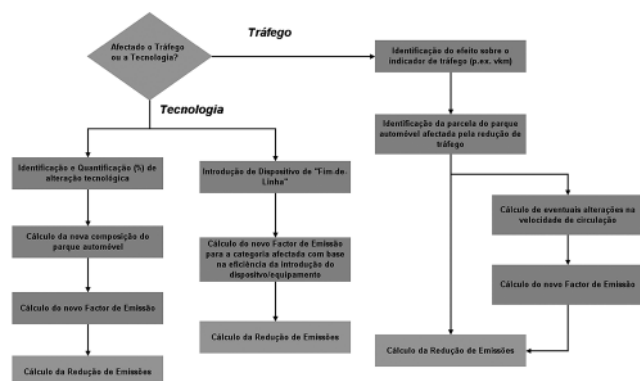 Afectado o Tráfego
ou a Tecnologia?
Tráfego
Tecnologia
Identificação do efeito sobre o
indicador de tráfego (p.ex. vkm)
Identificação da parcela do parque
automóvel afectada pela redução de
tráfego
Identificação e Quantificação (%) de
alteração tecnológica
Introdução de Dispositivo de "Fim-de-
Linha"
Cálculo de eventuais alterações na
velocidade de circulação
Cálculo da nova composição do
parque automóvel
Cálculo do novo Factor de Emissão
para a categoria afectada com base
na eficiência da introdução do
dispositivo/equipamento
Cálculo do novo Factor de Emissão
Cálculo do novo Factor de Emissão
Cálculo da Redução de Emissões
Cálculo da Redução de Emissões
Cálculo da Redução de Emissões